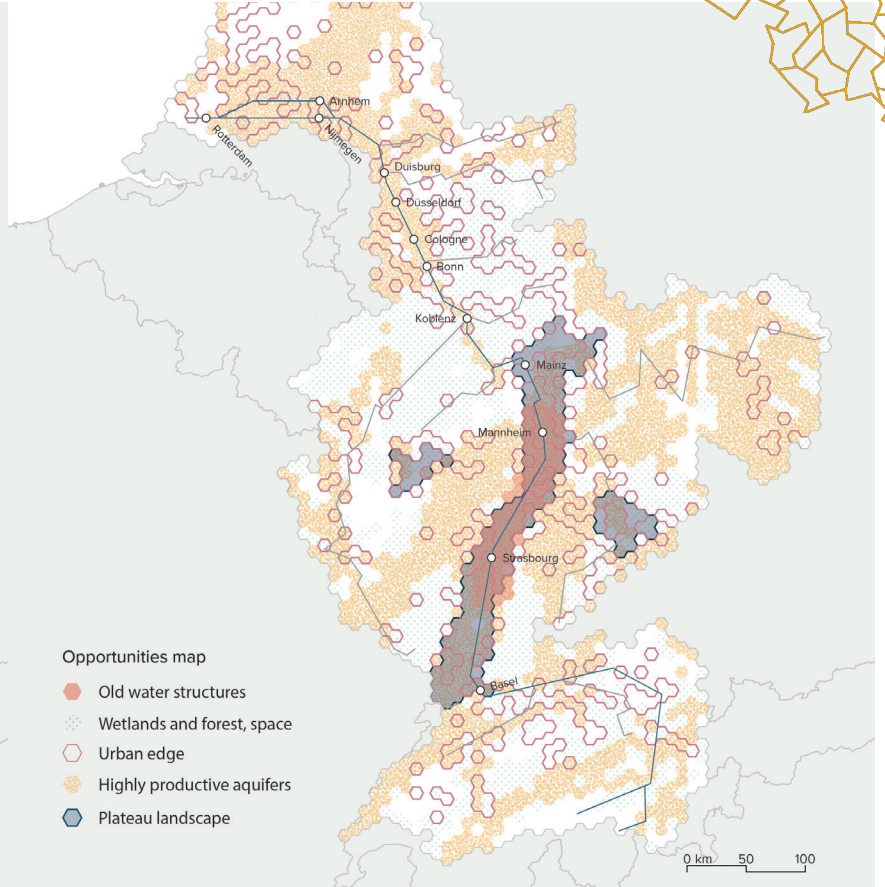 Arnhem
Rotterdam
Nijmegen
Duisburg
Düsseldorf
Cologne
Bonn
Koblenz
Mainz
Mannheim
Strasbourg
Basel
Opportunities map
Old water structures
Wetlands and forest, space
Urban edge
Highly productive aquifers
Plateau landscape
0 km 50 100